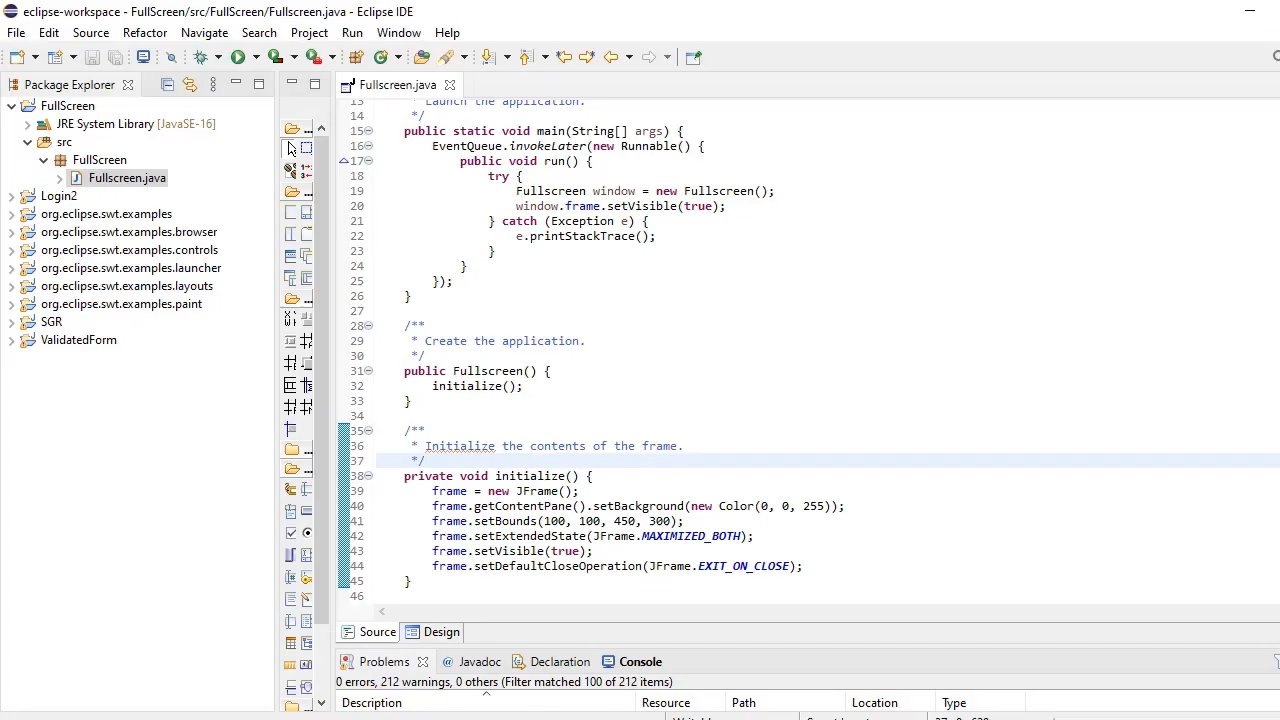 eclipse-workspace - FullScreen/src/FullScreen/Fullscreen.java - Eclipse IDE
File Edit Source Refactor Navigate Search Project Run Window Help
Package Explorer
FullScreen
JRE System Library [JavaSE-16]
src
FullScreen
Fullscreen.java
Login2
org.eclipse.swt.examples
org.eclipse.swt.examples.browser
org.eclipse.swt.examples.controls
org.eclipse.swt.examples.launcher
org.eclipse.swt.examples.layouts
org.eclipse.swt.examples.paint
SGR
ValidatedForm
...
...
...
...
...
...
Fullscreen.java
13 * Launch the application.
14 */
15 public static void main(String[] args) {
16 EventQueue.invokeLater(new Runnable() {
17 public void run() {
18 try {
19 Fullscreen window = new Fullscreen();
20 window.frame.setVisible(true);
21 } catch (Exception e) {
22 e.printStackTrace();
23 }
24 }
25 });
26 }
27
28 /**
29 * Create the application.
30 */
31 public Fullscreen() {
32 initialize();
33 }
34
35 /**
36 * Initialize the contents of the frame.
37 */
38 private void initialize() {
39 frame = new JFrame();
40 frame.getContentPane().setBackground(new Color(0, 0, 255));
41 frame.setBounds(100, 100, 450, 300);
42 frame.setExtendedState(JFrame.MAXIMIZED_BOTH);
43 frame.setVisible(true);
44 frame.setDefaultCloseOperation(JFrame.EXIT_ON_CLOSE);
45 }
46
Source Design
Problems @ Javadoc Declaration Console
0 errors, 212 warnings, 0 others (Filter matched 100 of 212 items)
Description Resource Path Location Type